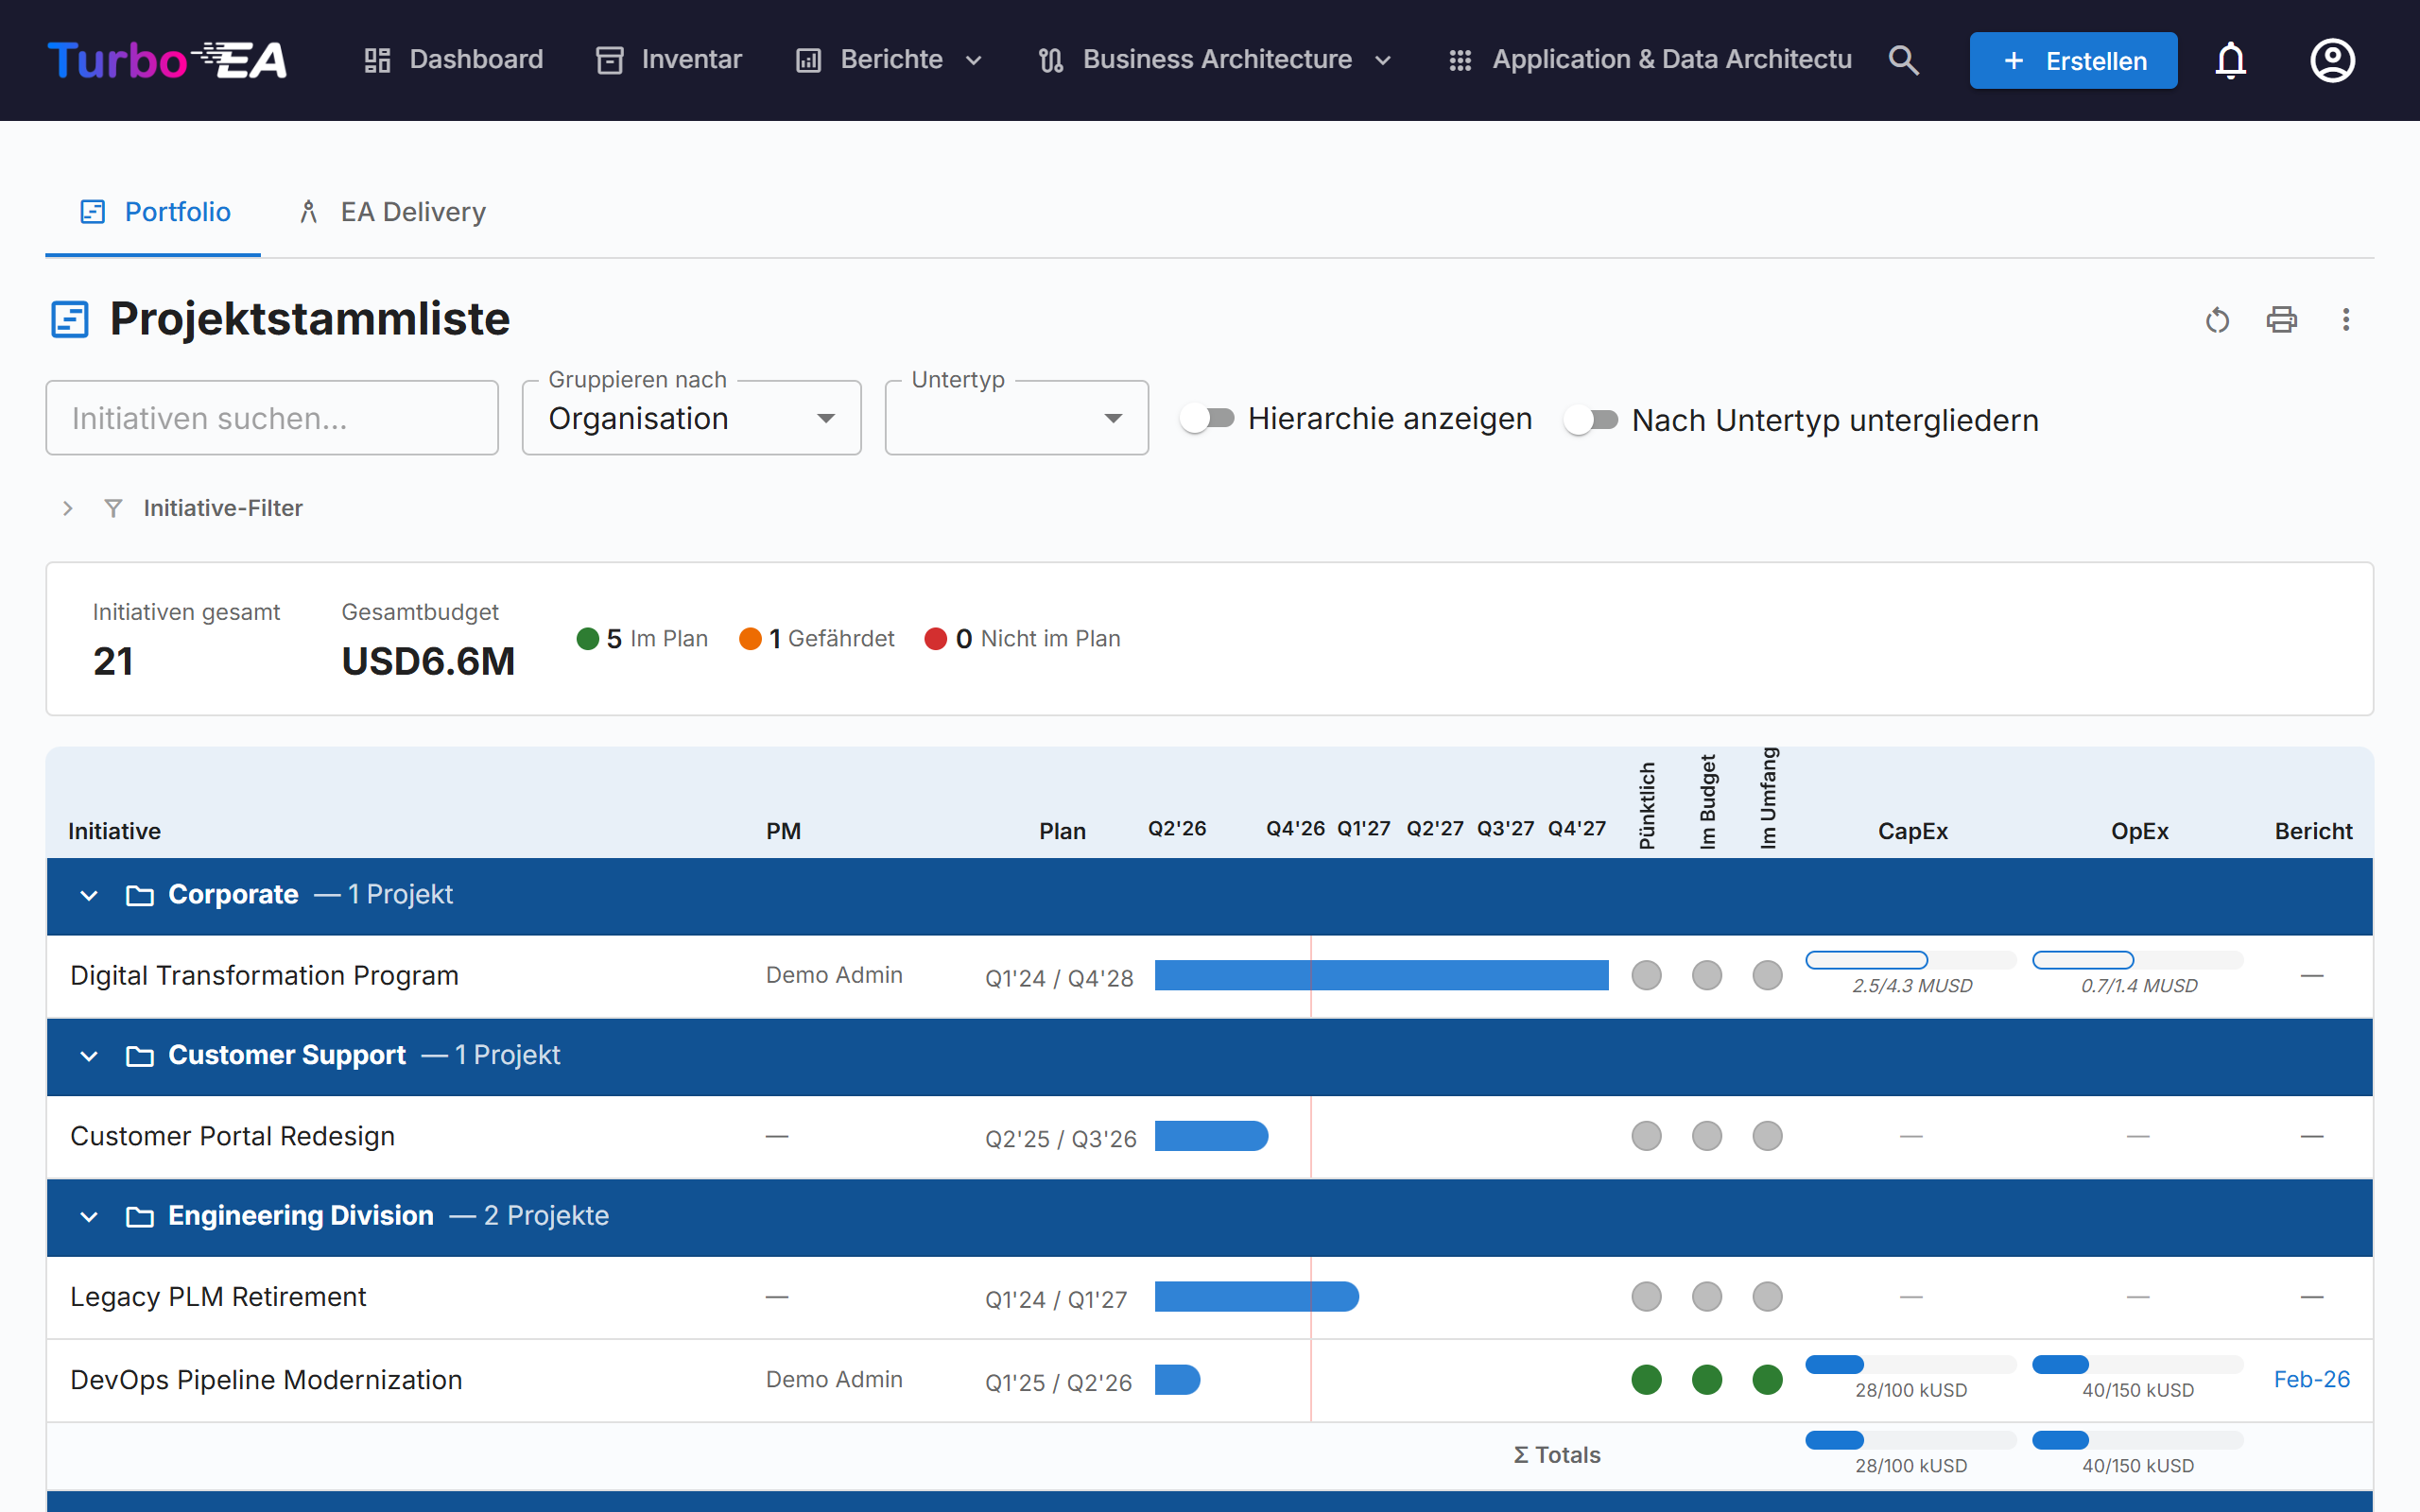 Turbo EA
Dashboard
Inventar
Berichte
Business Architecture
Application & Data Architectu
+ Erstellen
Portfolio
EA Delivery
Projektstammliste
Initiativen suchen...
Gruppieren nach
Organisation
Untertyp
Hierarchie anzeigen
Nach Untertyp untergliedern
Initiative-Filter
Initiativen gesamt
21
Gesamtbudget
USD6.6M
5 Im Plan
1 Gefährdet
0 Nicht im Plan
Initiative PM Plan Q2'26 Q4'26 Q1'27 Q2'27 Q3'27 Q4'27 Pünktlich Im Budget Im Umfang CapEx OpEx Bericht
Corporate — 1 Projekt
Digital Transformation Program Demo Admin Q1'24 / Q4'28 2.5/4.3 MUSD 0.7/1.4 MUSD —
Customer Support — 1 Projekt
Customer Portal Redesign — Q2'25 / Q3'26 — — —
Engineering Division — 2 Projekte
Legacy PLM Retirement — Q1'24 / Q1'27 — — —
DevOps Pipeline Modernization Demo Admin Q1'25 / Q2'26 28/100 kUSD 40/150 kUSD Feb-26
Σ Totals 28/100 kUSD 40/150 kUSD